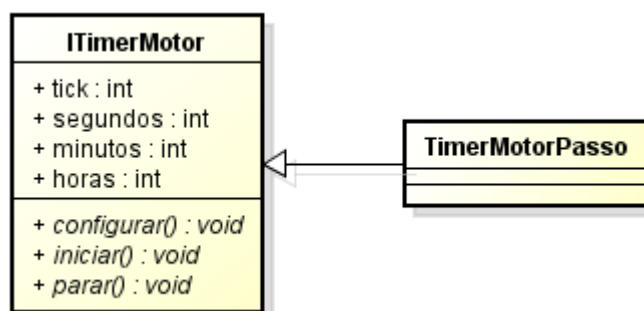 ITimerMotor
+ tick : int
+ segundos : int
+ minutos : int
+ horas : int
+ configurar() : void
+ iniciar() : void
+ parar() : void
TimerMotorPasso